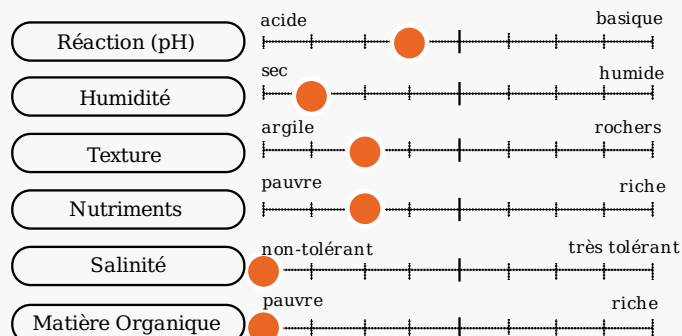 Réaction (pH) acide basique
Humidité sec humide
Texture argile rochers
Nutriments pauvre riche
Salinité non-tolérant très tolérant
Matière Organique pauvre riche